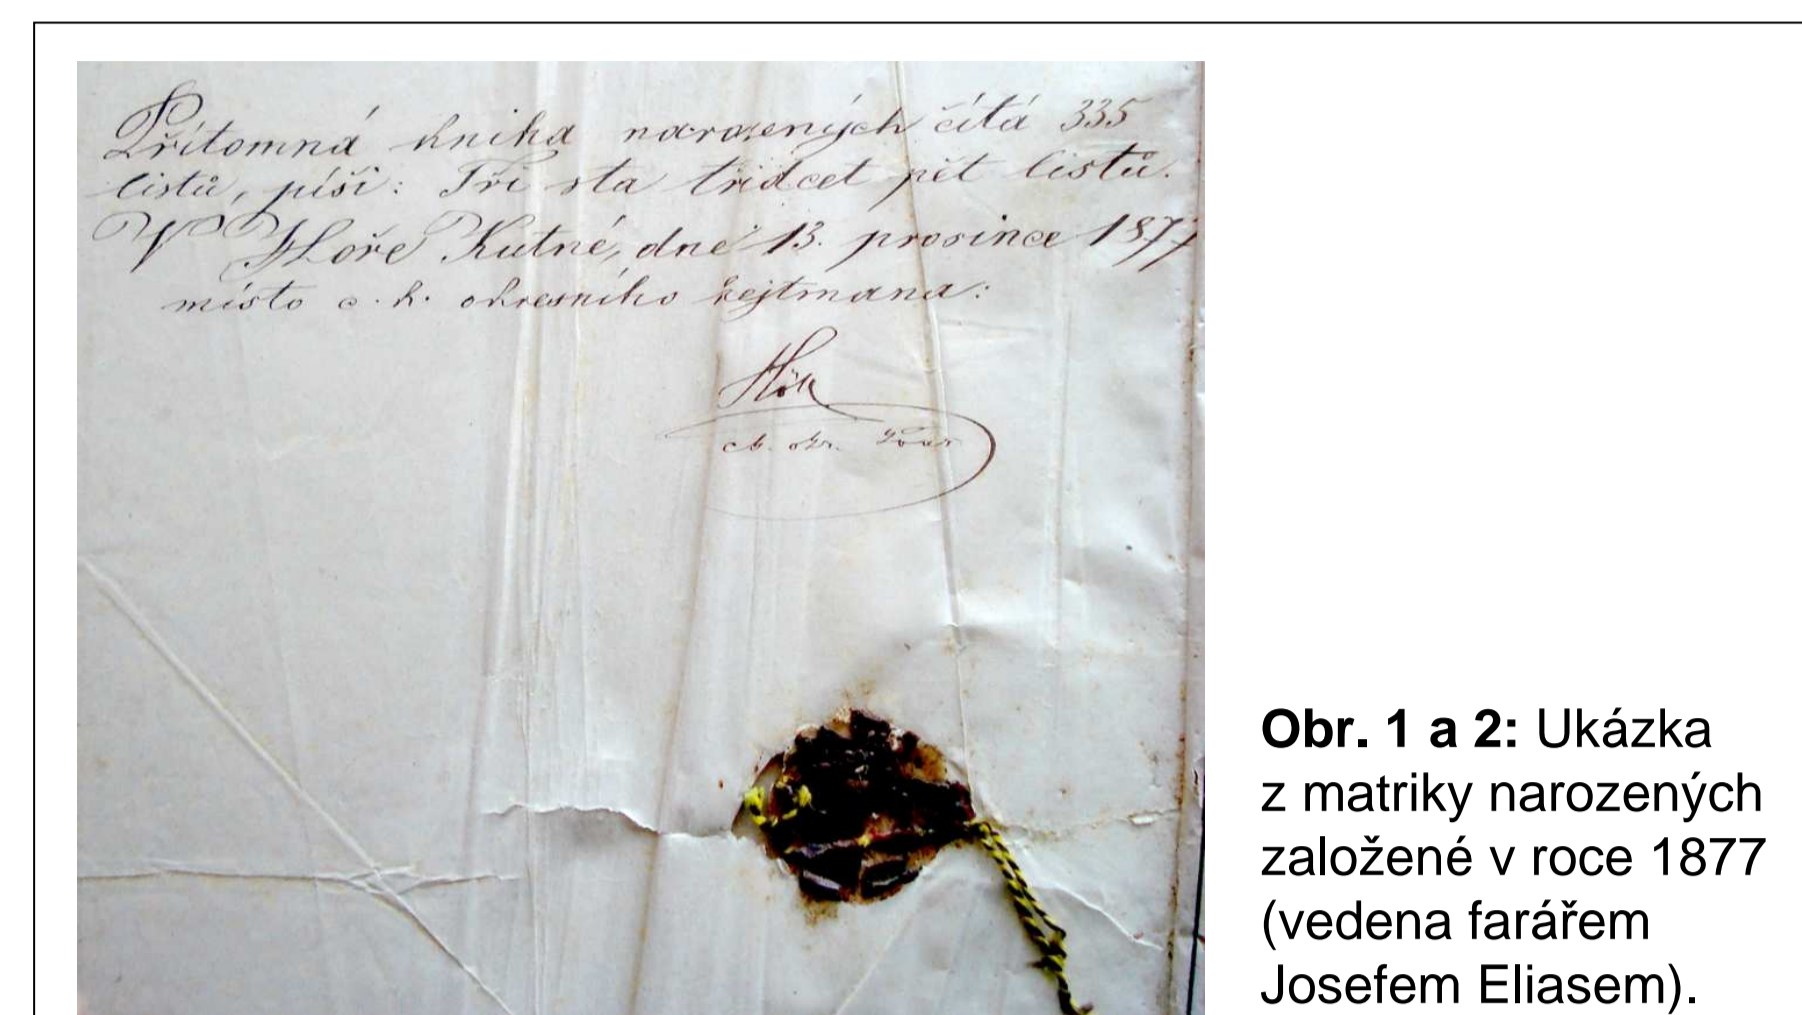 Přítomná kniha narozených čítá 335
listů, píši: Tři sta třidcet pět listů.
V Hoře Kutné, dne 13. prosince 1877
místo c. k. okresního hejtmana:
Obr. 1 a 2: Ukázka
z matriky narozených
založené v roce 1877
(vedena farářem
Josefem Eliasem).